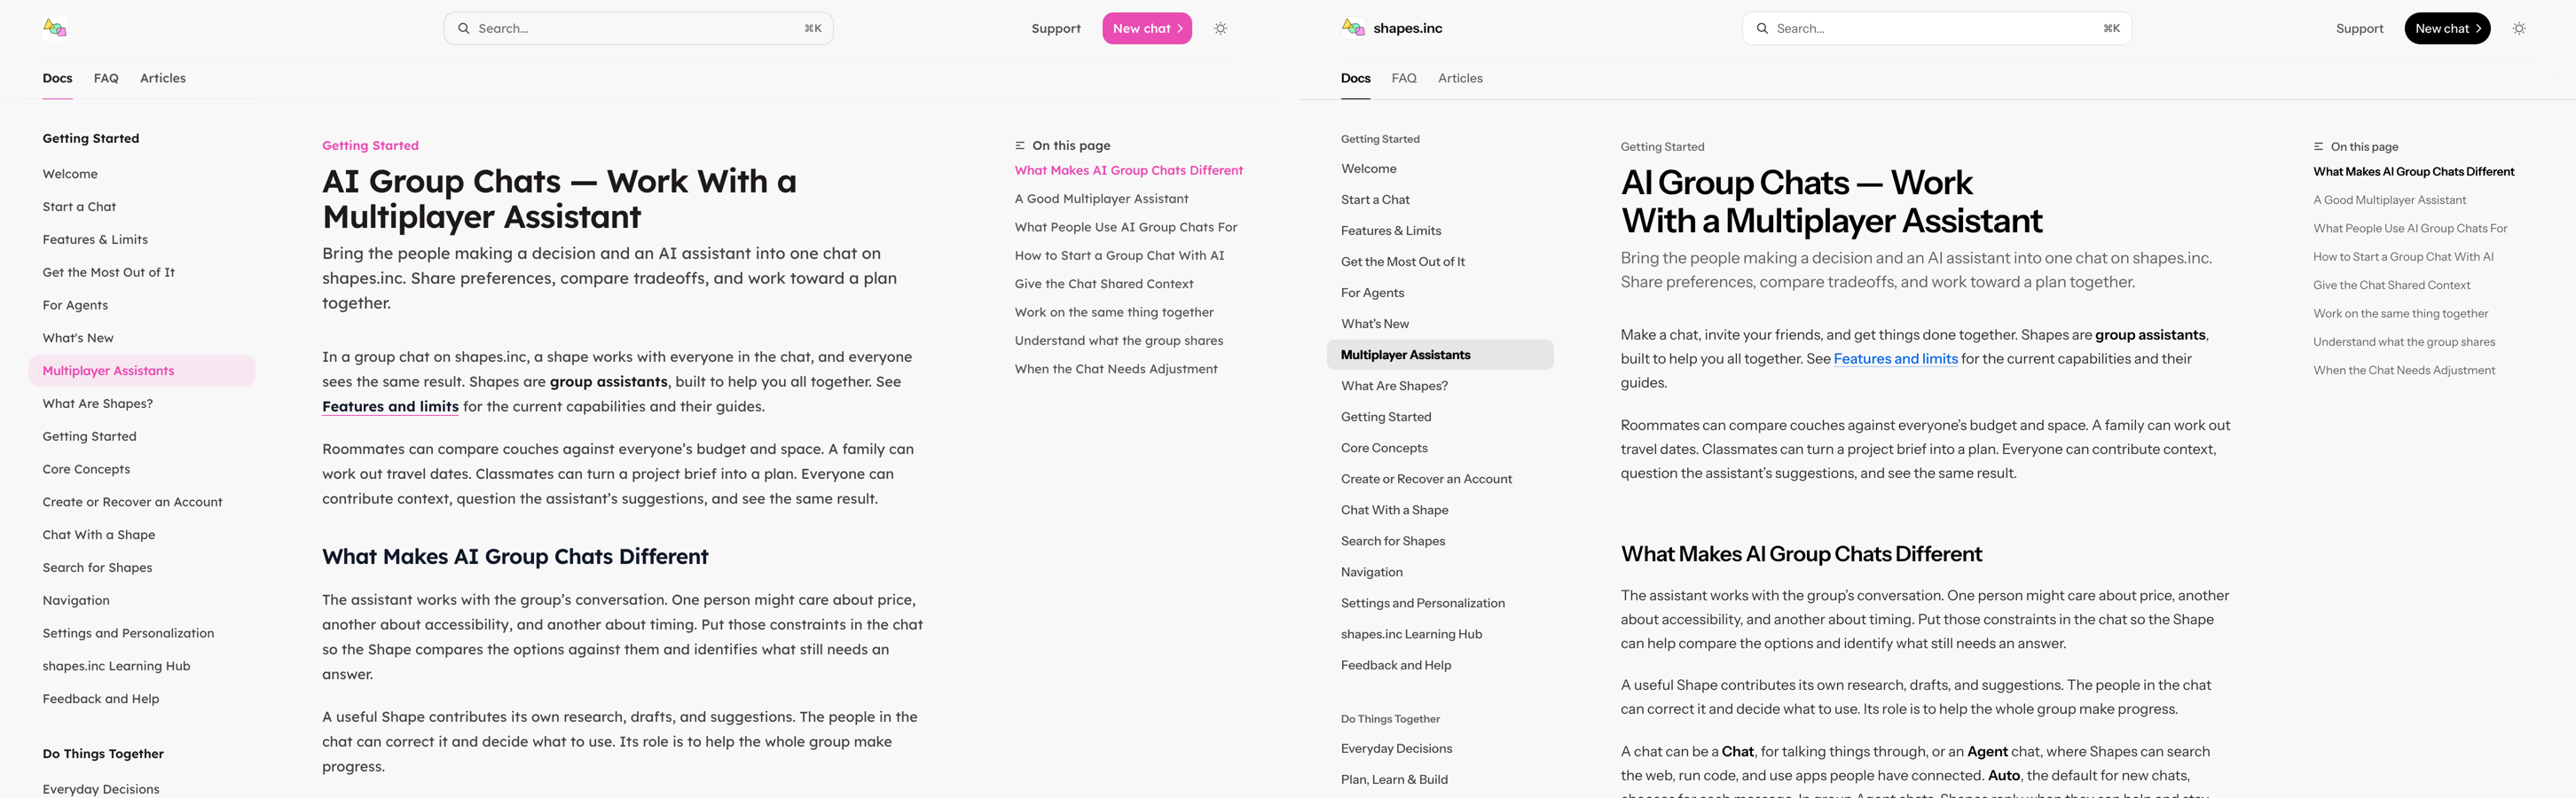 Search...
⌘K
Support
New chat
Docs
FAQ
Articles
Getting Started
Welcome
Start a Chat
Features & Limits
Get the Most Out of It
For Agents
What's New
Multiplayer Assistants
What Are Shapes?
Getting Started
Core Concepts
Create or Recover an Account
Chat With a Shape
Search for Shapes
Navigation
Settings and Personalization
shapes.inc Learning Hub
Feedback and Help
Do Things Together
Everyday Decisions
Getting Started
AI Group Chats — Work With a
Multiplayer Assistant
Bring the people making a decision and an AI assistant into one chat on
shapes.inc. Share preferences, compare tradeoffs, and work toward a plan
together.
In a group chat on shapes.inc, a shape works with everyone in the chat, and everyone
sees the same result. Shapes are group assistants, built to help you all together. See
Features and limits for the current capabilities and their guides.
Roommates can compare couches against everyone’s budget and space. A family can
work out travel dates. Classmates can turn a project brief into a plan. Everyone can
contribute context, question the assistant’s suggestions, and see the same result.
What Makes AI Group Chats Different
The assistant works with the group’s conversation. One person might care about price,
another about accessibility, and another about timing. Put those constraints in the chat
so the Shape compares the options against them and identifies what still needs an
answer.
A useful Shape contributes its own research, drafts, and suggestions. The people in the
chat can correct it and decide what to use. Its role is to help the whole group make
progress.
On this page
What Makes AI Group Chats Different
A Good Multiplayer Assistant
What People Use AI Group Chats For
How to Start a Group Chat With AI
Give the Chat Shared Context
Work on the same thing together
Understand what the group shares
When the Chat Needs Adjustment
shapes.inc
Search...
⌘K
Support
New chat
Docs
FAQ
Articles
Getting Started
Welcome
Start a Chat
Features & Limits
Get the Most Out of It
For Agents
What's New
Multiplayer Assistants
What Are Shapes?
Getting Started
Core Concepts
Create or Recover an Account
Chat With a Shape
Search for Shapes
Navigation
Settings and Personalization
shapes.inc Learning Hub
Feedback and Help
Do Things Together
Everyday Decisions
Plan, Learn & Build
Getting Started
AI Group Chats — Work
With a Multiplayer Assistant
Bring the people making a decision and an AI assistant into one chat on shapes.inc.
Share preferences, compare tradeoffs, and work toward a plan together.
Make a chat, invite your friends, and get things done together. Shapes are group assistants,
built to help you all together. See Features and limits for the current capabilities and their
guides.
Roommates can compare couches against everyone’s budget and space. A family can work out
travel dates. Classmates can turn a project brief into a plan. Everyone can contribute context,
question the assistant’s suggestions, and see the same result.
What Makes AI Group Chats Different
The assistant works with the group’s conversation. One person might care about price, another
about accessibility, and another about timing. Put those constraints in the chat so the Shape
can help compare the options and identify what still needs an answer.
A useful Shape contributes its own research, drafts, and suggestions. The people in the chat
can correct it and decide what to use. Its role is to help the whole group make progress.
A chat can be a Chat, for talking things through, or an Agent chat, where Shapes can search
the web, run code, and use apps people have connected. Auto, the default for new chats,
On this page
What Makes AI Group Chats Different
A Good Multiplayer Assistant
What People Use AI Group Chats For
How to Start a Group Chat With AI
Give the Chat Shared Context
Work on the same thing together
Understand what the group shares
When the Chat Needs Adjustment